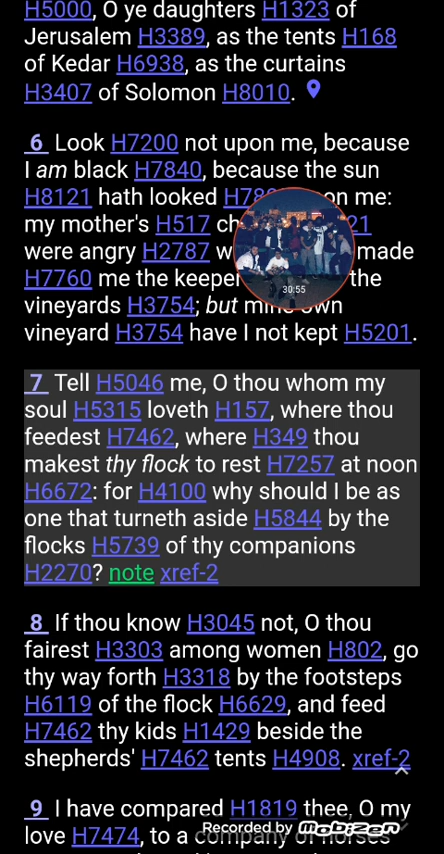 H5000, O ye daughters H1323 of
Jerusalem H3389, as the tents H168
of Kedar H6938, as the curtains
H3407 of Solomon H8010.
6 Look H7200 not upon me, because
I am black H7840, because the sun
H8121 hath looked on me:
my mother's H517
were angry H2787 made
H7760 me the keeper the
vineyards H3754; but mine own
vineyard H3754 have I not kept H5201.
30:55
7 Tell H5046 me, O thou whom my
soul H5315 loveth H157, where thou
feedest H7462, where H349 thou
makest thy flock to rest H7257 at noon
H6672: for H4100 why should I be as
one that turneth aside H5844 by the
flocks H5739 of thy companions
H2270? note xref-2
8 If thou know H3045 not, O thou
fairest H3303 among women H802, go
thy way forth H3318 by the footsteps
H6119 of the flock H6629, and feed
H7462 thy kids H1429 beside the
shepherds' H7462 tents H4908. xref-2
9 I have compared H1819 thee, O my
love H7474, to a company of horses
Recorded by Mobizen